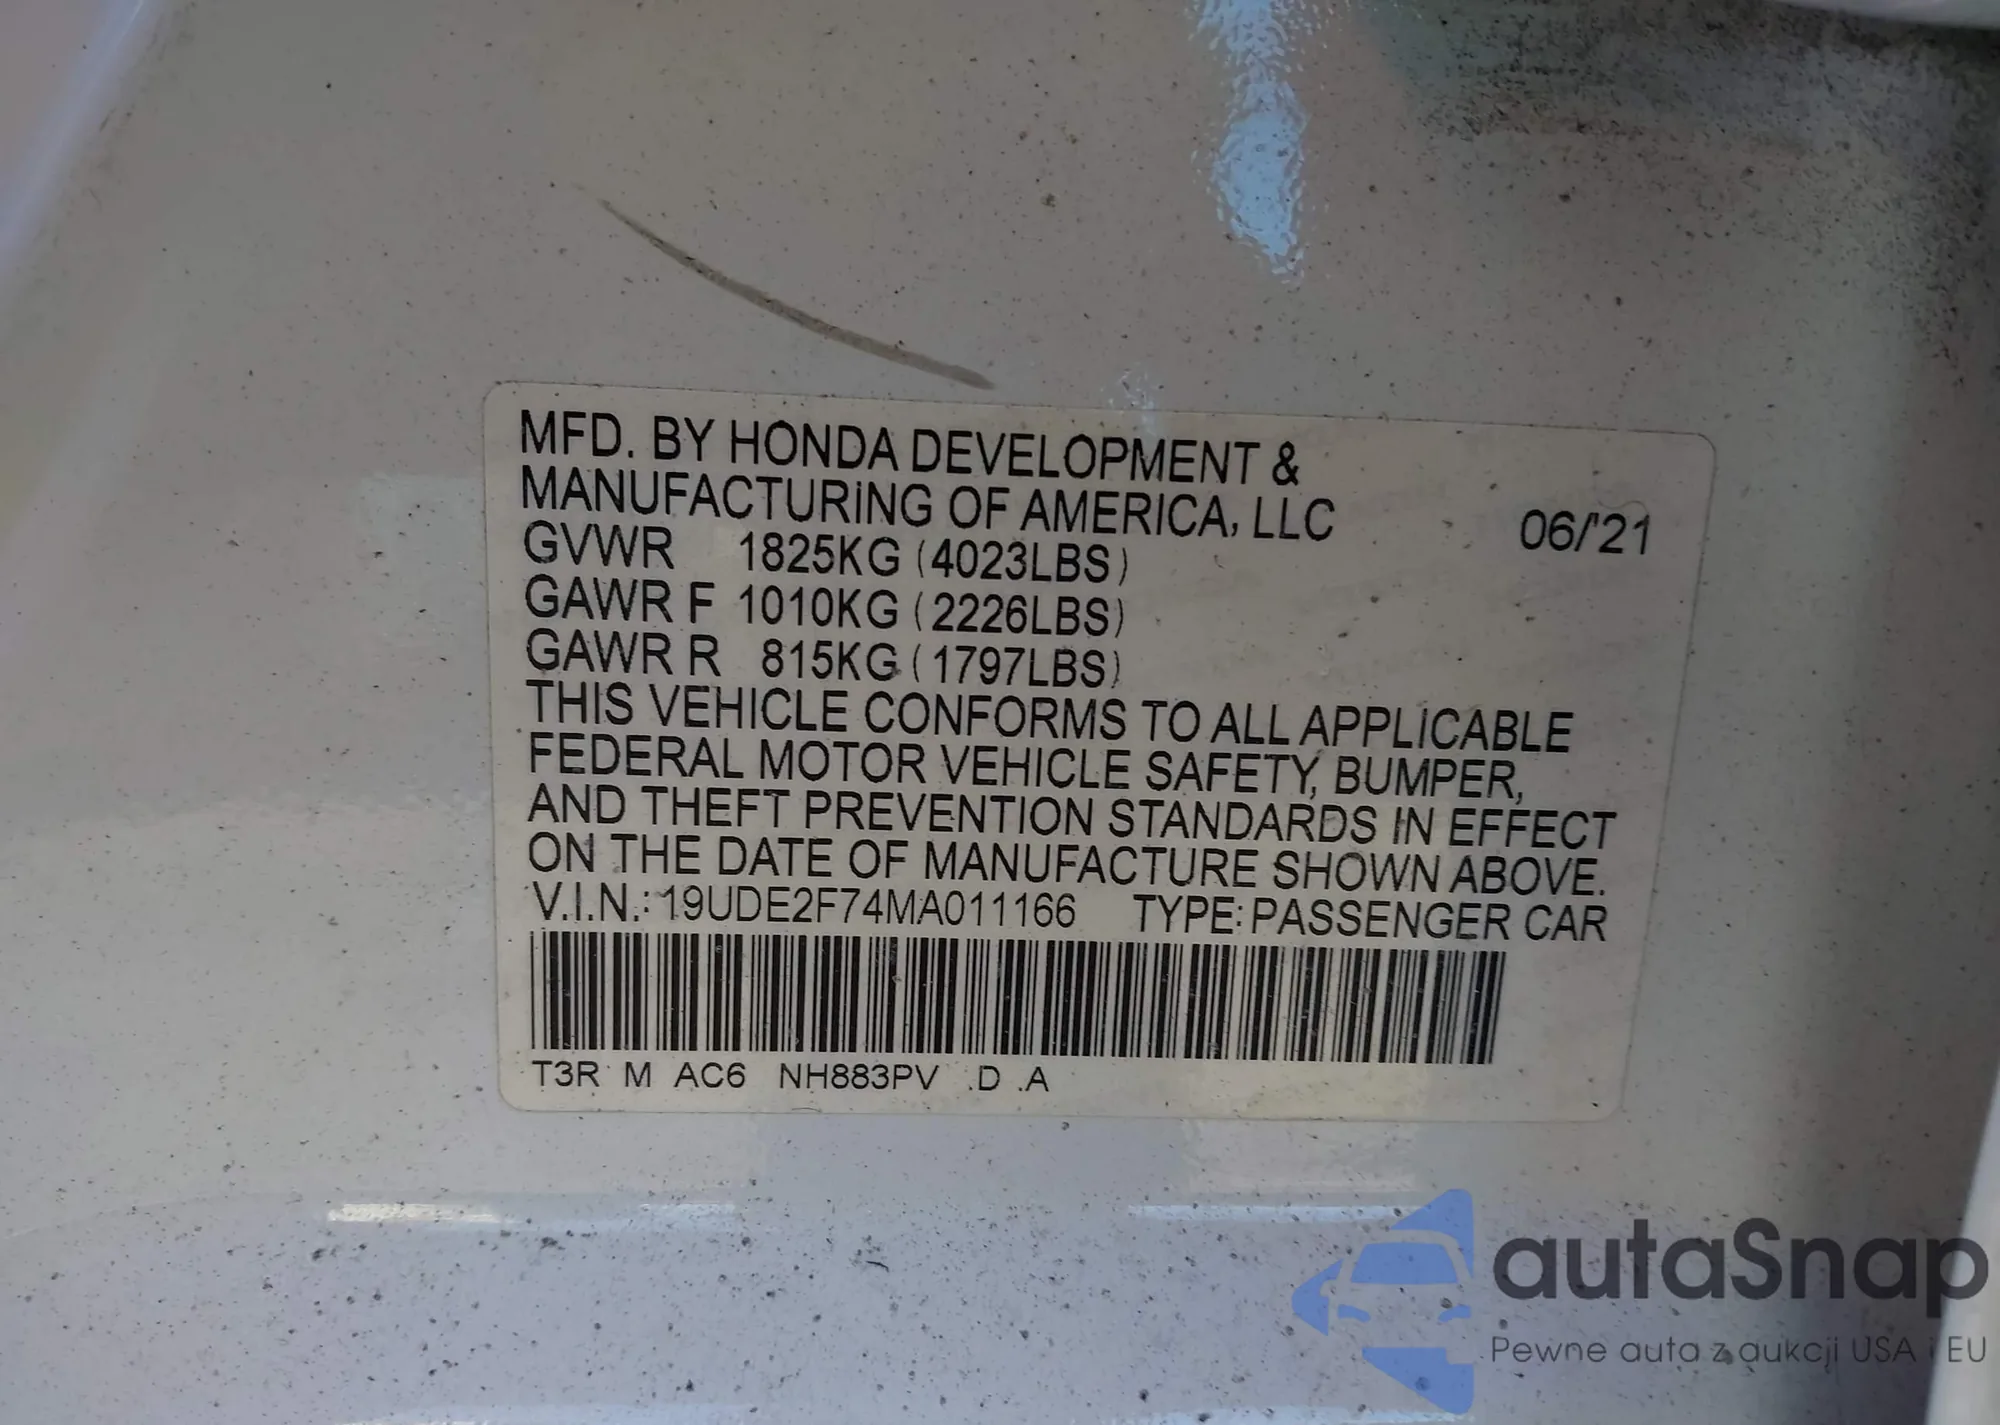 MFD. BY HONDA DEVELOPMENT &
MANUFACTURING OF AMERICA, LLC 06/'21
GVWR 1825KG (4023LBS)
GAWR F 1010KG (2226LBS)
GAWR R 815KG (1797LBS)
THIS VEHICLE CONFORMS TO ALL APPLICABLE
FEDERAL MOTOR VEHICLE SAFETY, BUMPER,
AND THEFT PREVENTION STANDARDS IN EFFECT
ON THE DATE OF MANUFACTURE SHOWN ABOVE.
V.I.N.: 19UDE2F74MA011166 TYPE: PASSENGER CAR
T3R M AC6 NH883PV .D .A
autaSnap
Pewne auta z aukcji USA i EU